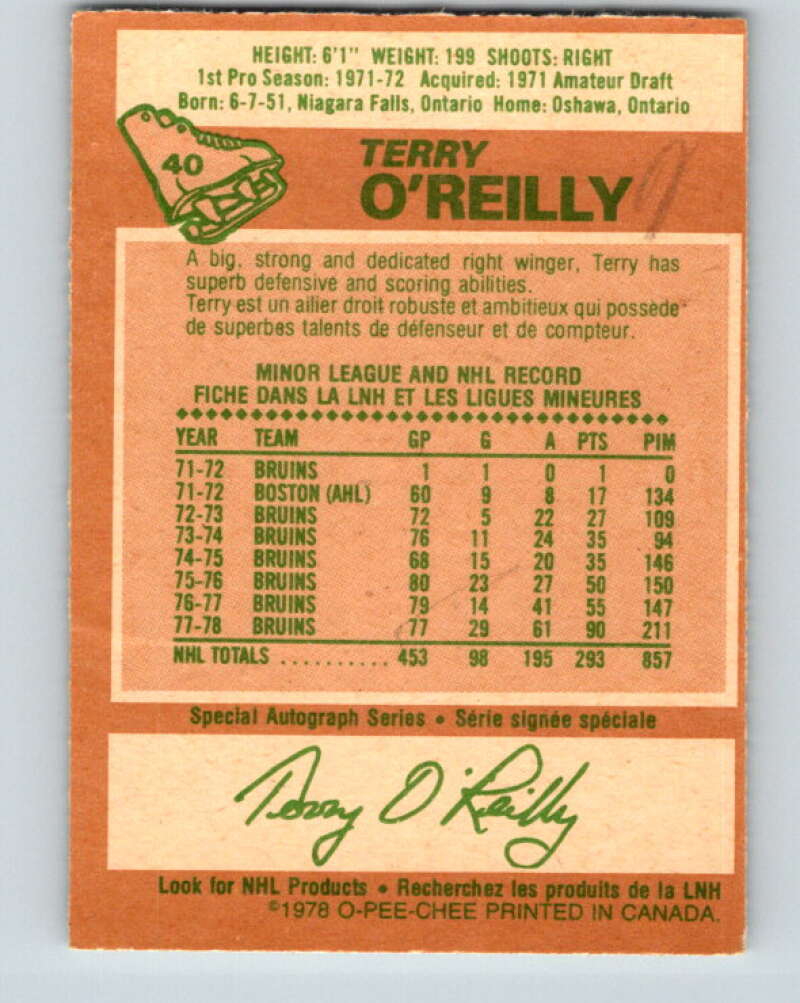 HEIGHT: 6'1" WEIGHT: 199 SHOOTS: RIGHT
1st Pro Season: 1971-72 Acquired: 1971 Amateur Draft
Born: 6-7-51, Niagara Falls, Ontario Home: Oshawa, Ontario
40
TERRY
O'REILLY
A big, strong and dedicated right winger, Terry has
superb defensive and scoring abilities.
Terry est un ailier droit robuste et ambitieux qui possède
de superbes talents de défenseur et de compteur.
MINOR LEAGUE AND NHL RECORD
FICHE DANS LA LNH ET LES LIGUES MINEURES
YEAR TEAM GP G A PTS PIM
71-72 BRUINS 1 1 0 1 0
71-72 BOSTON (AHL) 60 9 8 17 134
72-73 BRUINS 72 5 22 27 109
73-74 BRUINS 76 11 24 35 94
74-75 BRUINS 68 15 20 35 146
75-76 BRUINS 80 23 27 50 150
76-77 BRUINS 79 14 41 55 147
77-78 BRUINS 77 29 61 90 211
NHL TOTALS .......... 453 98 195 293 857
Special Autograph Series • Série signée spéciale
Terry O'Reilly
Look for NHL Products • Recherchez les produits de la LNH
©1978 O-PEE-CHEE PRINTED IN CANADA.